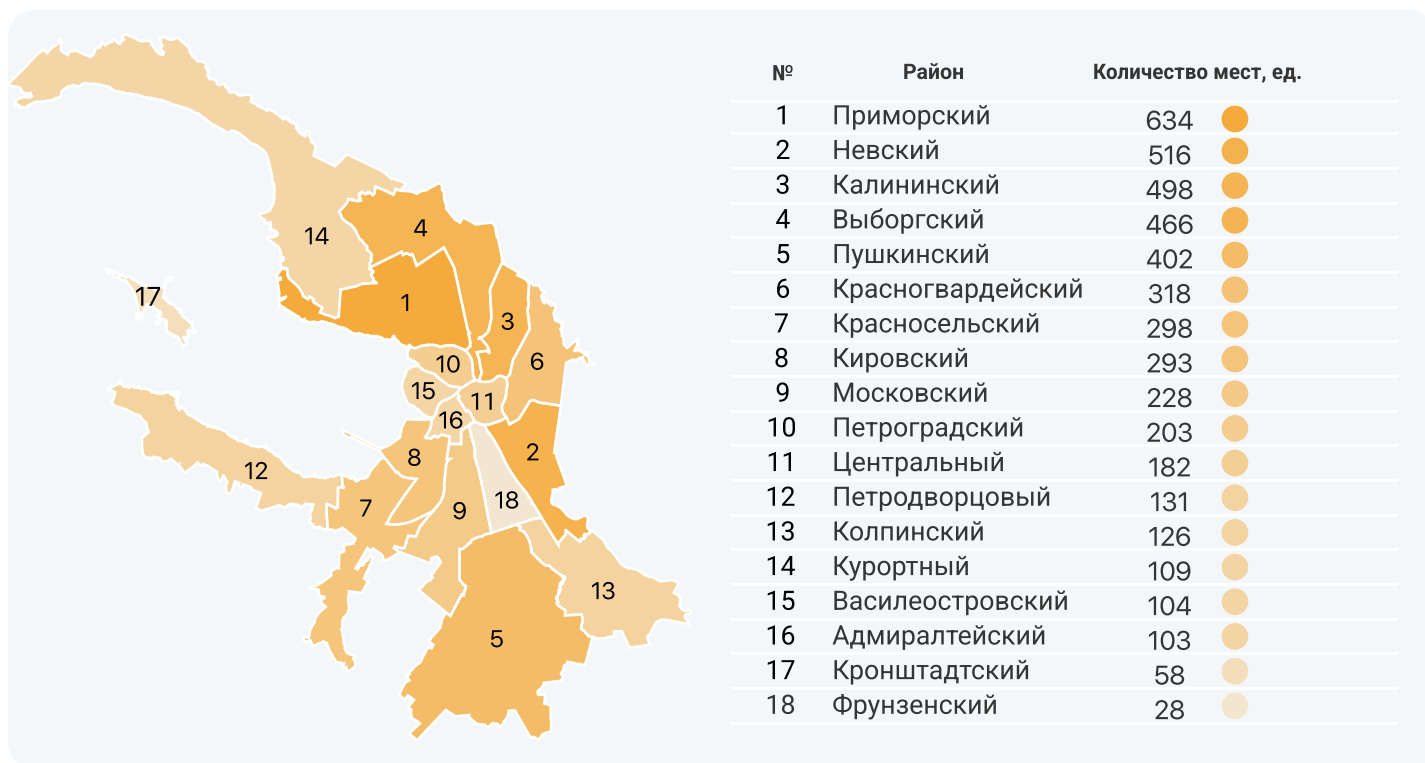 № Район Количество мест, ед.
1 Приморский 634
2 Невский 516
3 Калининский 498
4 Выборгский 466
5 Пушкинский 402
6 Красногвардейский 318
7 Красносельский 298
8 Кировский 293
9 Московский 228
10 Петроградский 203
11 Центральный 182
12 Петродворцовый 131
13 Колпинский 126
14 Курортный 109
15 Василеостровский 104
16 Адмиралтейский 103
17 Кронштадтский 58
18 Фрунзенский 28
4
14
17
1
3
10
6
15
11
16
2
8
12
18
7
9
13
5